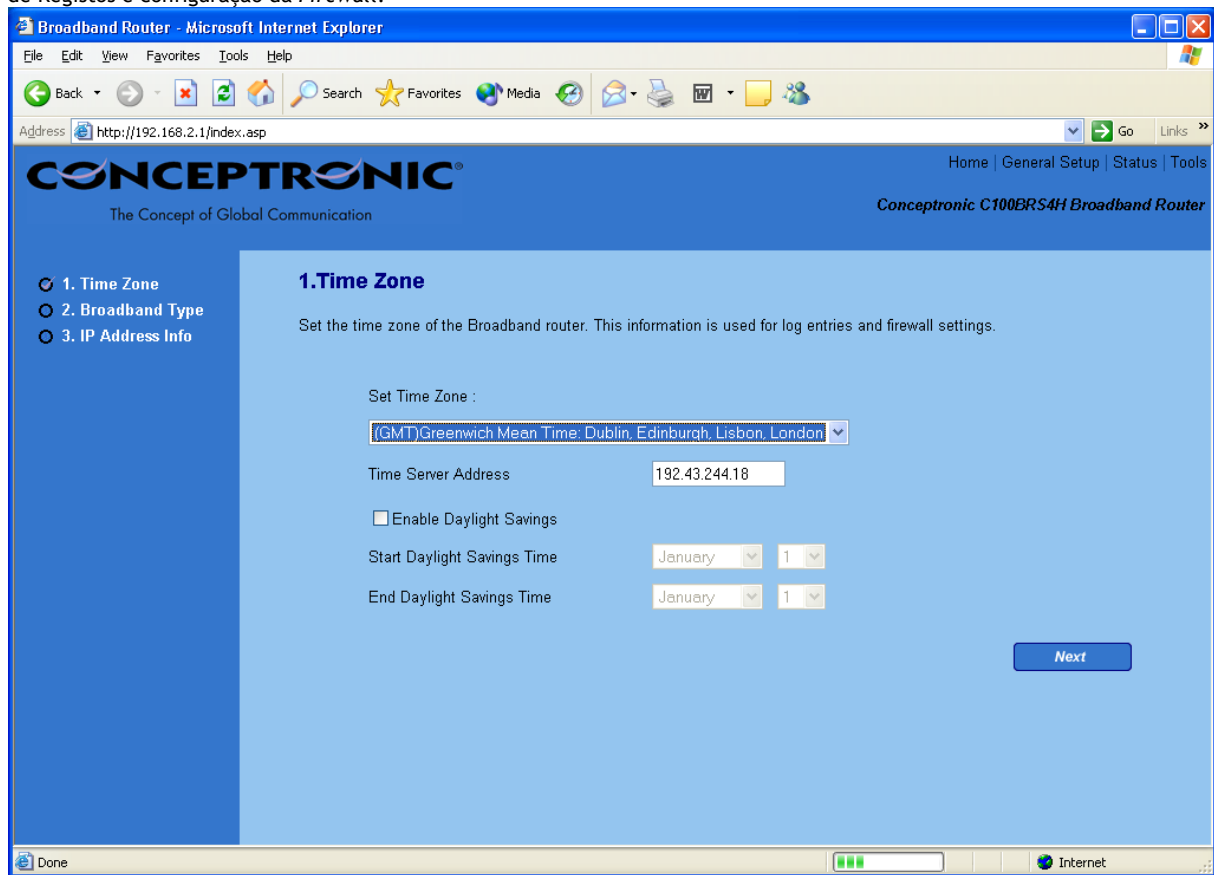 de Registos e configuração da Firewall.
Broadband Router - Microsoft Internet Explorer
File Edit View Favorites Tools Help
Back Search Favorites Media
Address http://192.168.2.1/index.asp Go Links »
CONCEPTRONIC®
The Concept of Global Communication
Home | General Setup | Status | Tools
Conceptronic C100BRS4H Broadband Router
1. Time Zone
2. Broadband Type
3. IP Address Info
1.Time Zone
Set the time zone of the Broadband router. This information is used for log entries and firewall settings.
Set Time Zone :
(GMT)Greenwich Mean Time: Dublin, Edinburgh, Lisbon, London
Time Server Address 192.43.244.18
Enable Daylight Savings
Start Daylight Savings Time January 1
End Daylight Savings Time January 1
Next
Done Internet